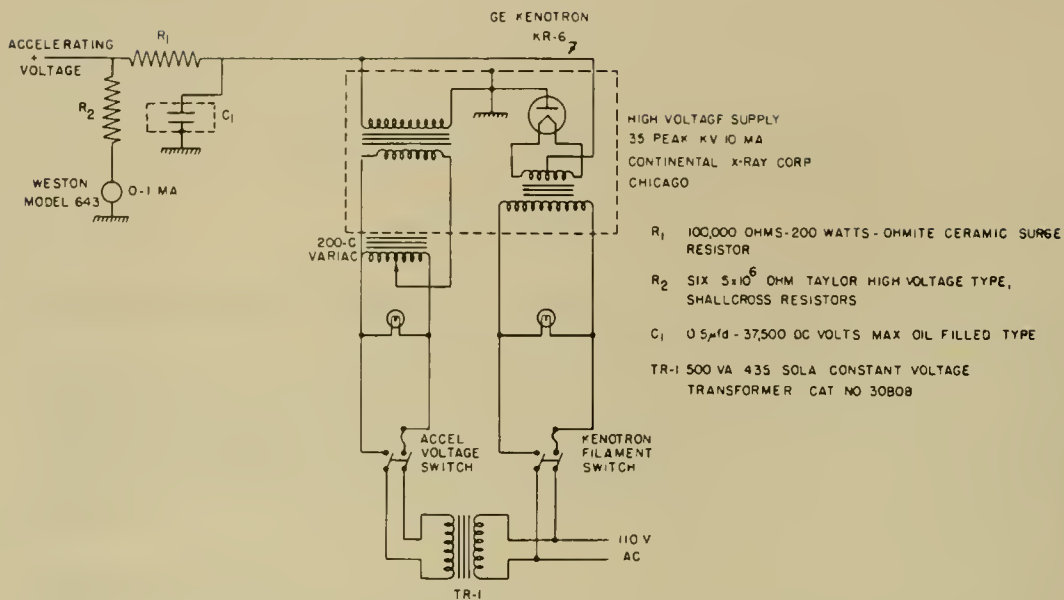 GE KENOTRON
KR-6
ACCELERATING
+ VOLTAGE
R1
R2
C1
WESTON
MODEL 643
0-1 MA
HIGH VOLTAGE SUPPLY
35 PEAK KV 10 MA
CONTINENTAL X-RAY CORP
CHICAGO
200-C
VARIAC
R1 100,000 OHMS-200 WATTS-OHMITE CERAMIC SURGE
RESISTOR
R2 SIX 5x10⁶ OHM TAYLOR HIGH VOLTAGE TYPE,
SHALLCROSS RESISTORS
C1 0.5µfd-37,500 DC VOLTS MAX OIL FILLED TYPE
TR-1 500 VA 435 SOLA CONSTANT VOLTAGE
TRANSFORMER CAT NO 30808
ACCEL
VOLTAGE
SWITCH
KENOTRON
FILAMENT
SWITCH
110 V
AC
TR-1